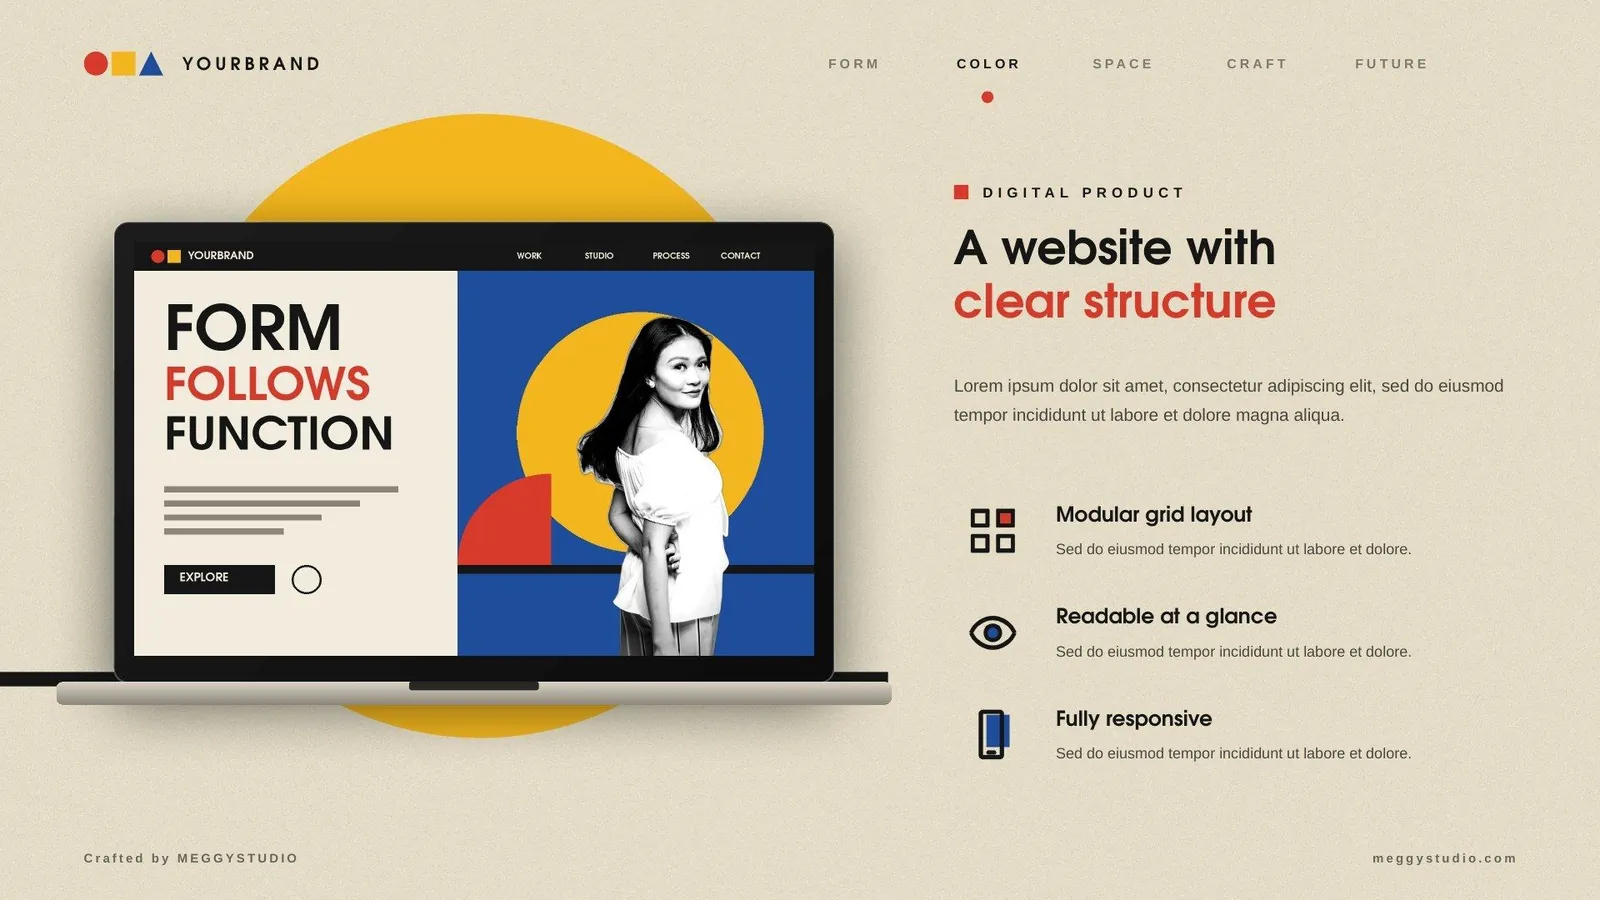 YOURBRAND
FORM
COLOR
SPACE
CRAFT
FUTURE
YOURBRAND
WORK
STUDIO
PROCESS
CONTACT
FORM
FOLLOWS
FUNCTION
EXPLORE
DIGITAL PRODUCT
A website with
clear structure
Lorem ipsum dolor sit amet, consectetur adipiscing elit, sed do eiusmod
tempor incididunt ut labore et dolore magna aliqua.
Modular grid layout
Sed do eiusmod tempor incididunt ut labore et dolore.
Readable at a glance
Sed do eiusmod tempor incididunt ut labore et dolore.
Fully responsive
Sed do eiusmod tempor incididunt ut labore et dolore.
Crafted by MEGGYSTUDIO
meggystudio.com